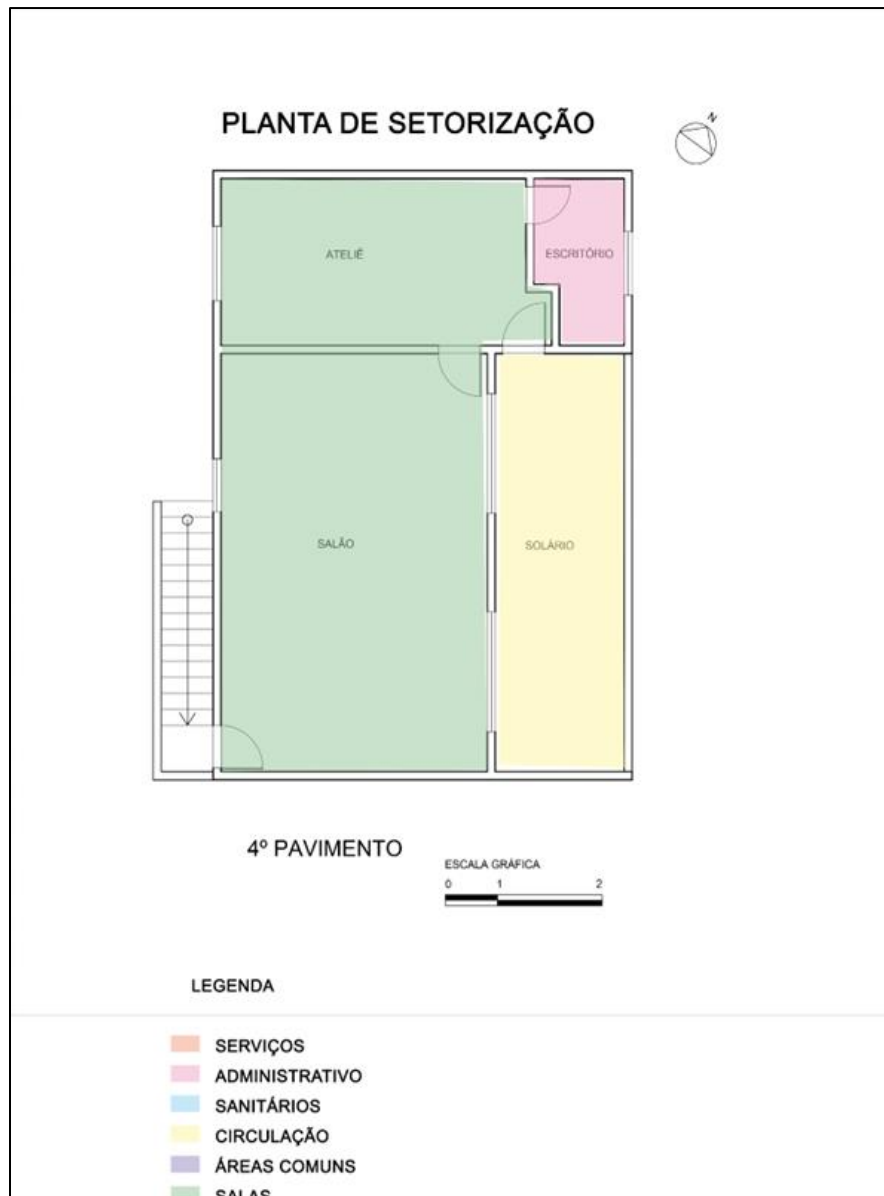 PLANTA DE SETORIZAÇÃO
N
ATELIÊ
ESCRITÓRIO
SALÃO
SOLÁRIO
4º PAVIMENTO
ESCALA GRÁFICA
0 1 2
LEGENDA
SERVIÇOS
ADMINISTRATIVO
SANITÁRIOS
CIRCULAÇÃO
ÁREAS COMUNS
SALAS